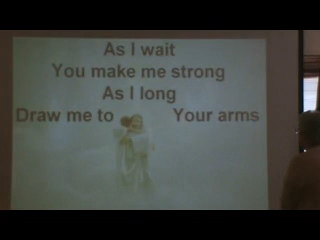 As I wait
You make me strong
As I long
Draw me to Your arms